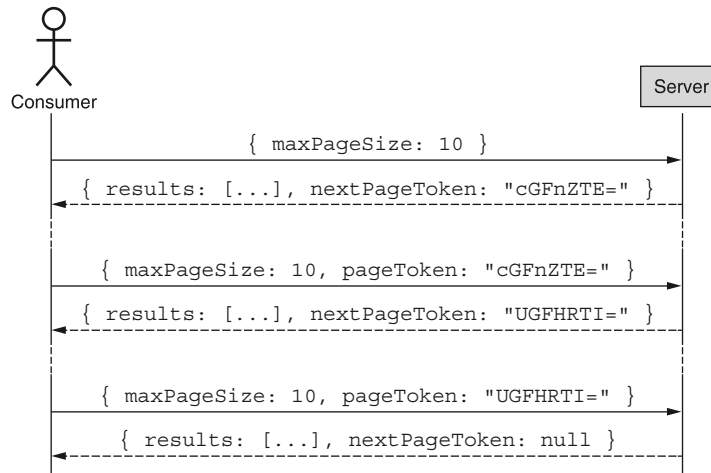 Consumer
Server
{ maxPageSize: 10 }
{ results: [...], nextPageToken: "cGFnZTE=" }
{ maxPageSize: 10, pageToken: "cGFnZTE=" }
{ results: [...], nextPageToken: "UGFHRTI=" }
{ maxPageSize: 10, pageToken: "UGFHRTI=" }
{ results: [...], nextPageToken: null }